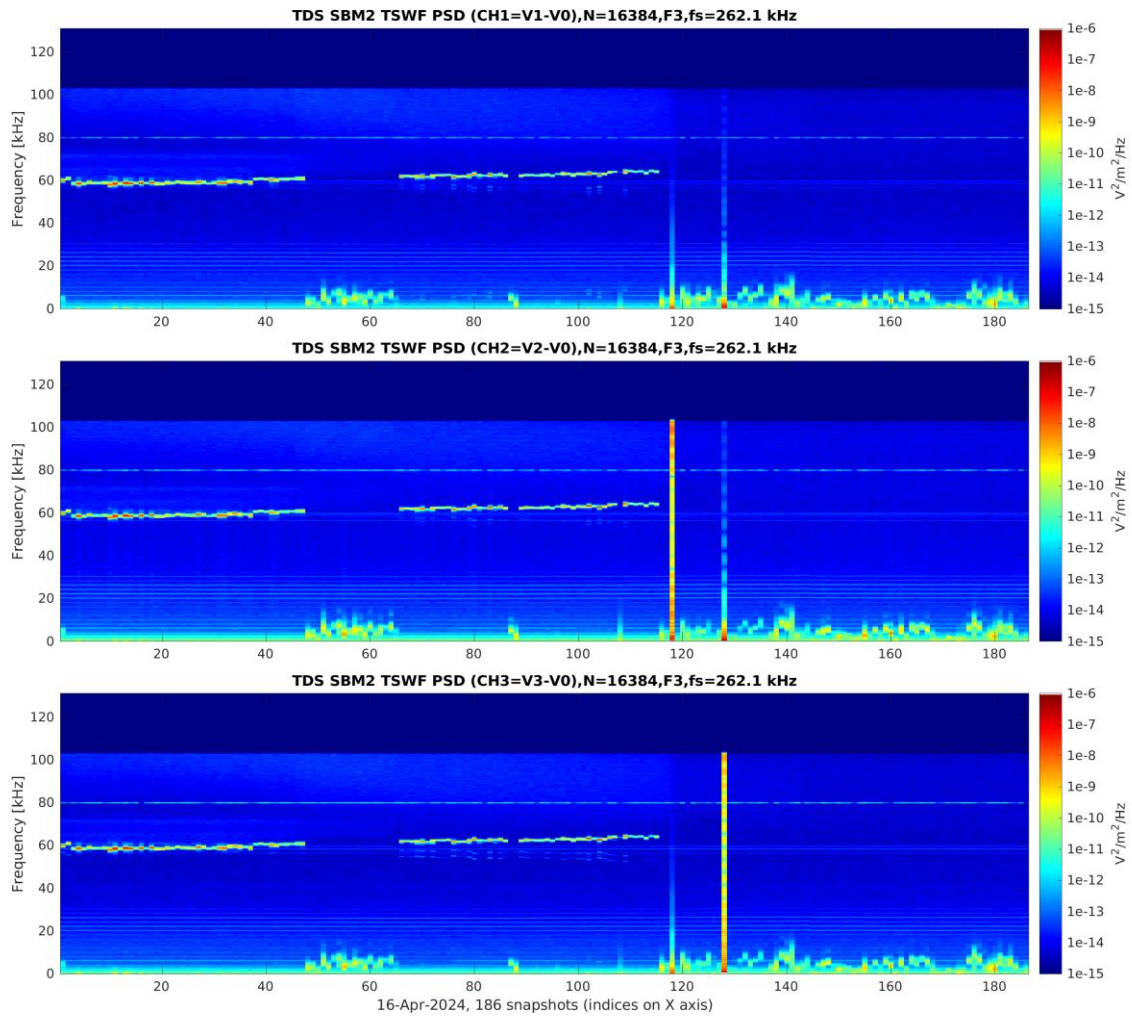 TDS SBM2 TSWF PSD (CH1=V1-V0),N=16384,F3,fs=262.1 kHz
120
100
80
60
40
20
0
Frequency [kHz]
20 40 60 80 100 120 140 160 180
1e-6
1e-7
1e-8
1e-9
1e-10
1e-11
1e-12
1e-13
1e-14
1e-15
V²/m²/Hz
TDS SBM2 TSWF PSD (CH2=V2-V0),N=16384,F3,fs=262.1 kHz
120
100
80
60
40
20
0
Frequency [kHz]
20 40 60 80 100 120 140 160 180
1e-6
1e-7
1e-8
1e-9
1e-10
1e-11
1e-12
1e-13
1e-14
1e-15
V²/m²/Hz
TDS SBM2 TSWF PSD (CH3=V3-V0),N=16384,F3,fs=262.1 kHz
120
100
80
60
40
20
0
Frequency [kHz]
20 40 60 80 100 120 140 160 180
1e-6
1e-7
1e-8
1e-9
1e-10
1e-11
1e-12
1e-13
1e-14
1e-15
V²/m²/Hz
16-Apr-2024, 186 snapshots (indices on X axis)